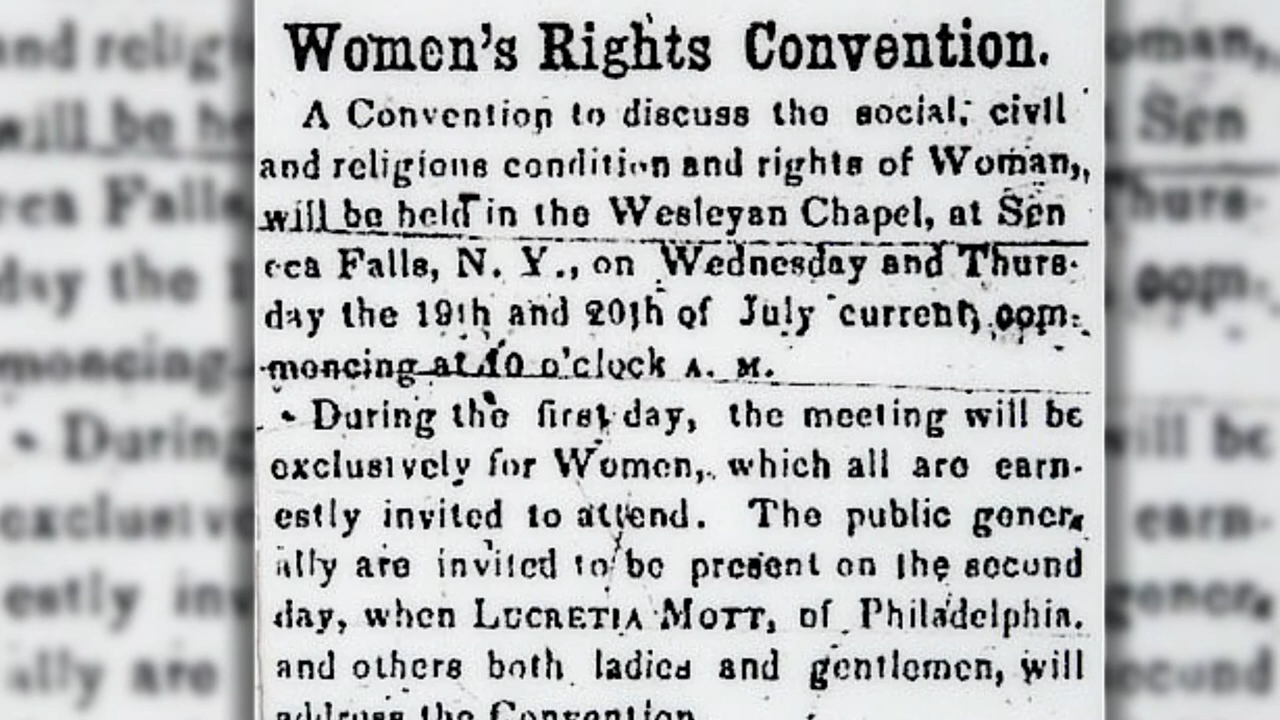 Women's Rights Convention.
A Convention to discuss the social, civil
and religious condition and rights of Woman,
will be held in the Wesleyan Chapel, at Sen
eca Falls, N. Y., on Wednesday and Thurs-
day the 19th and 20th of July current, com-
mencing at 10 o'clock A. M.
During the first day, the meeting will be
exclusively for Women, which all are earn-
estly invited to attend. The public gener
ally are invited to be present on the second
day, when LUCRETIA MOTT, of Philadelphia,
and others both ladies and gentlemen, will
address the Convention.